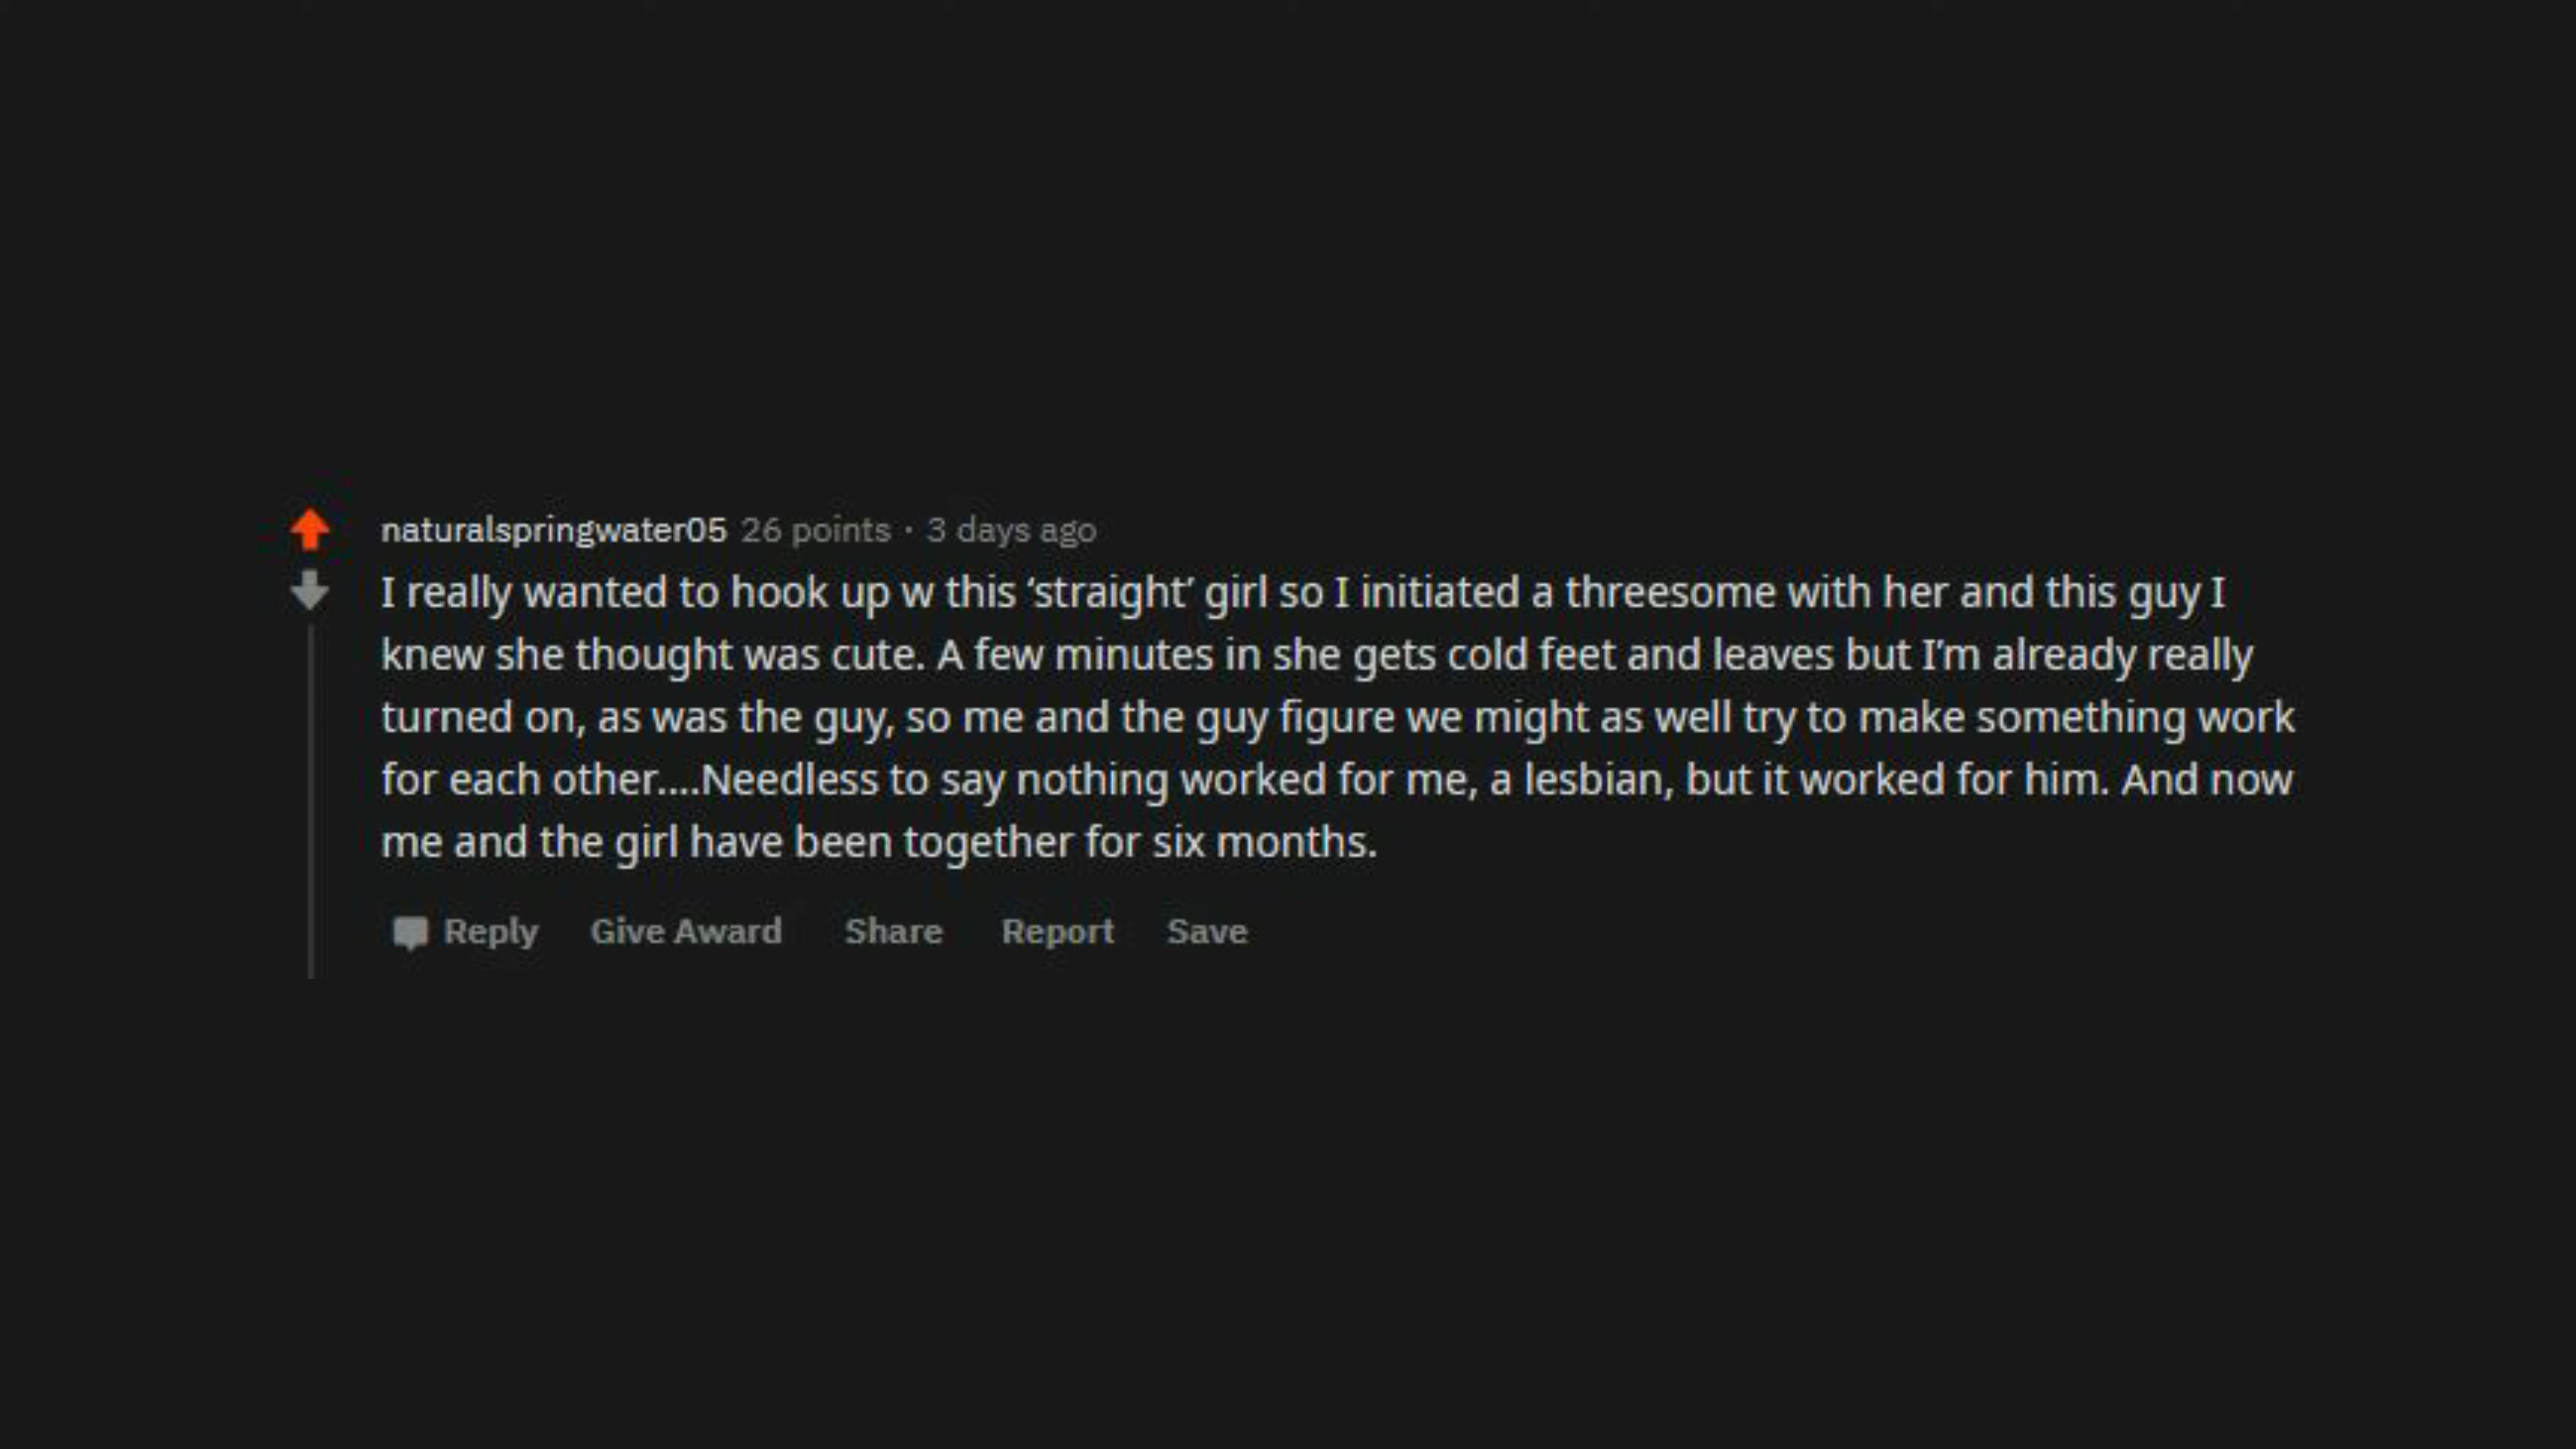 naturalspringwater05 26 points · 3 days ago
I really wanted to hook up w this ‘straight’ girl so I initiated a threesome with her and this guy I
knew she thought was cute. A few minutes in she gets cold feet and leaves but I’m already really
turned on, as was the guy, so me and the guy figure we might as well try to make something work
for each other....Needless to say nothing worked for me, a lesbian, but it worked for him. And now
me and the girl have been together for six months.
Reply Give Award Share Report Save